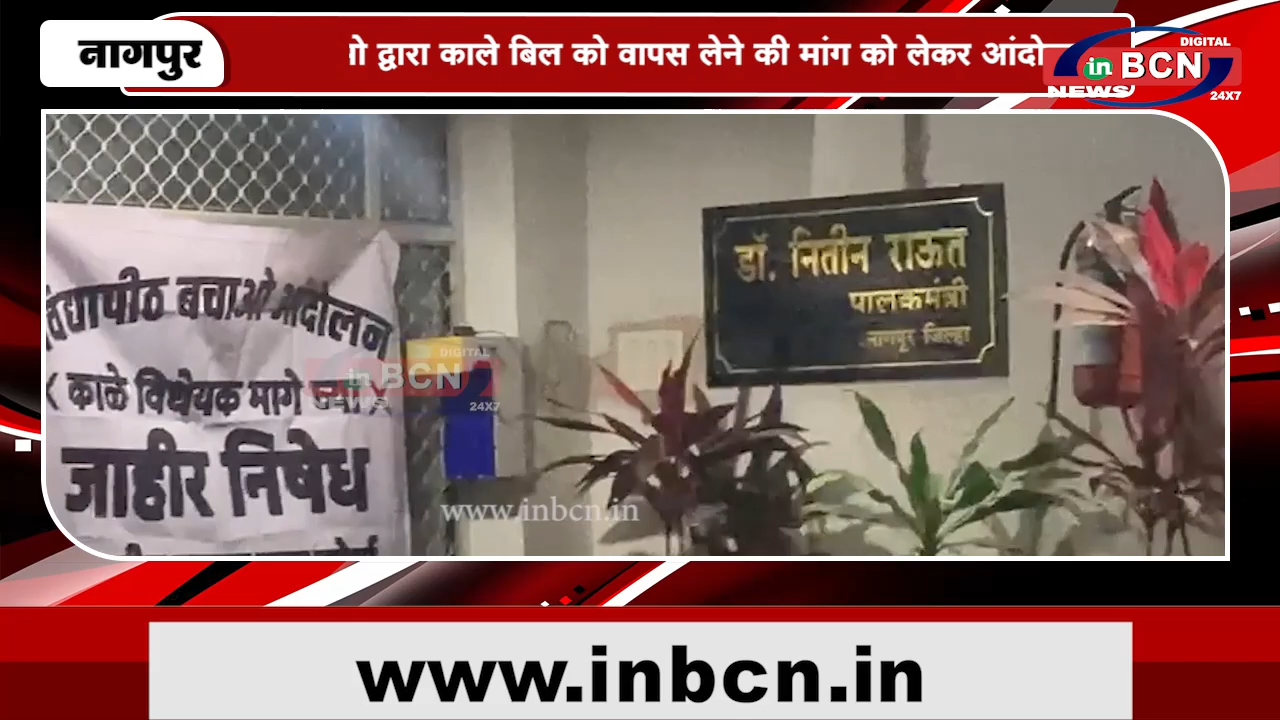 नागपुर
द्वारा काले बिल को वापस लेने की मांग को लेकर
DIGITAL
in BCN
NEWS
24X7
विद्यापीठ बचाओ आंदोलन
काळे विधेयक मागे घ्या
जाहीर निषेध
डॉ. नितीन राऊत
पालकमंत्री
नागपूर जिल्हा
DIGITAL
in BCN
NEWS
24X7
www.inbcn.in
www.inbcn.in